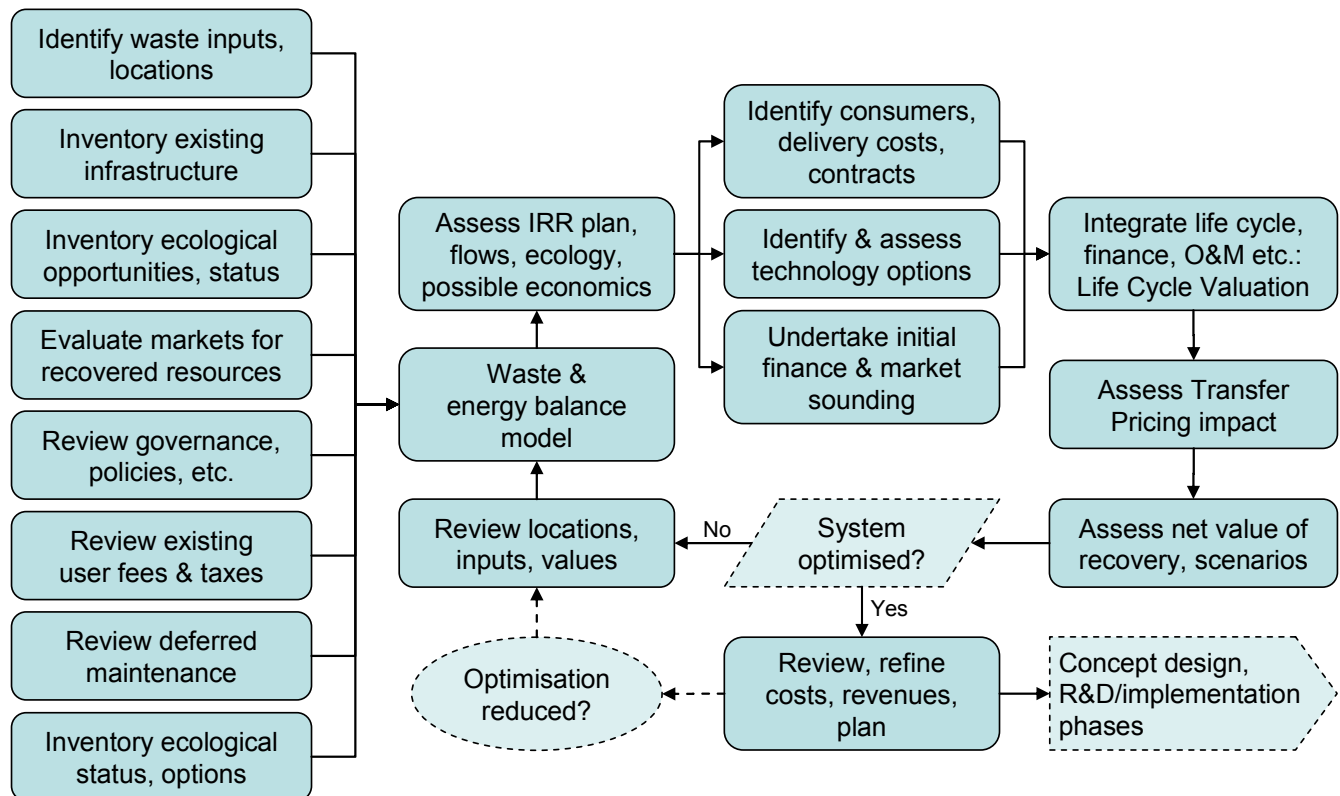 Identify waste inputs,
locations
Inventory existing
infrastructure
Inventory ecological
opportunities, status
Evaluate markets for
recovered resources
Review governance,
policies, etc.
Review existing
user fees & taxes
Review deferred
maintenance
Inventory ecological
status, options
Assess IRR plan,
flows, ecology,
possible economics
Waste &
energy balance
model
Review locations,
inputs, values
Optimisation
reduced?
Identify consumers,
delivery costs,
contracts
Identify & assess
technology options
Undertake initial
finance & market
sounding
No
System
optimised?
Yes
Review, refine
costs, revenues,
plan
Integrate life cycle,
finance, O&M etc.:
Life Cycle Valuation
Assess Transfer
Pricing impact
Assess net value of
recovery, scenarios
Concept design,
R&D/implementation
phases